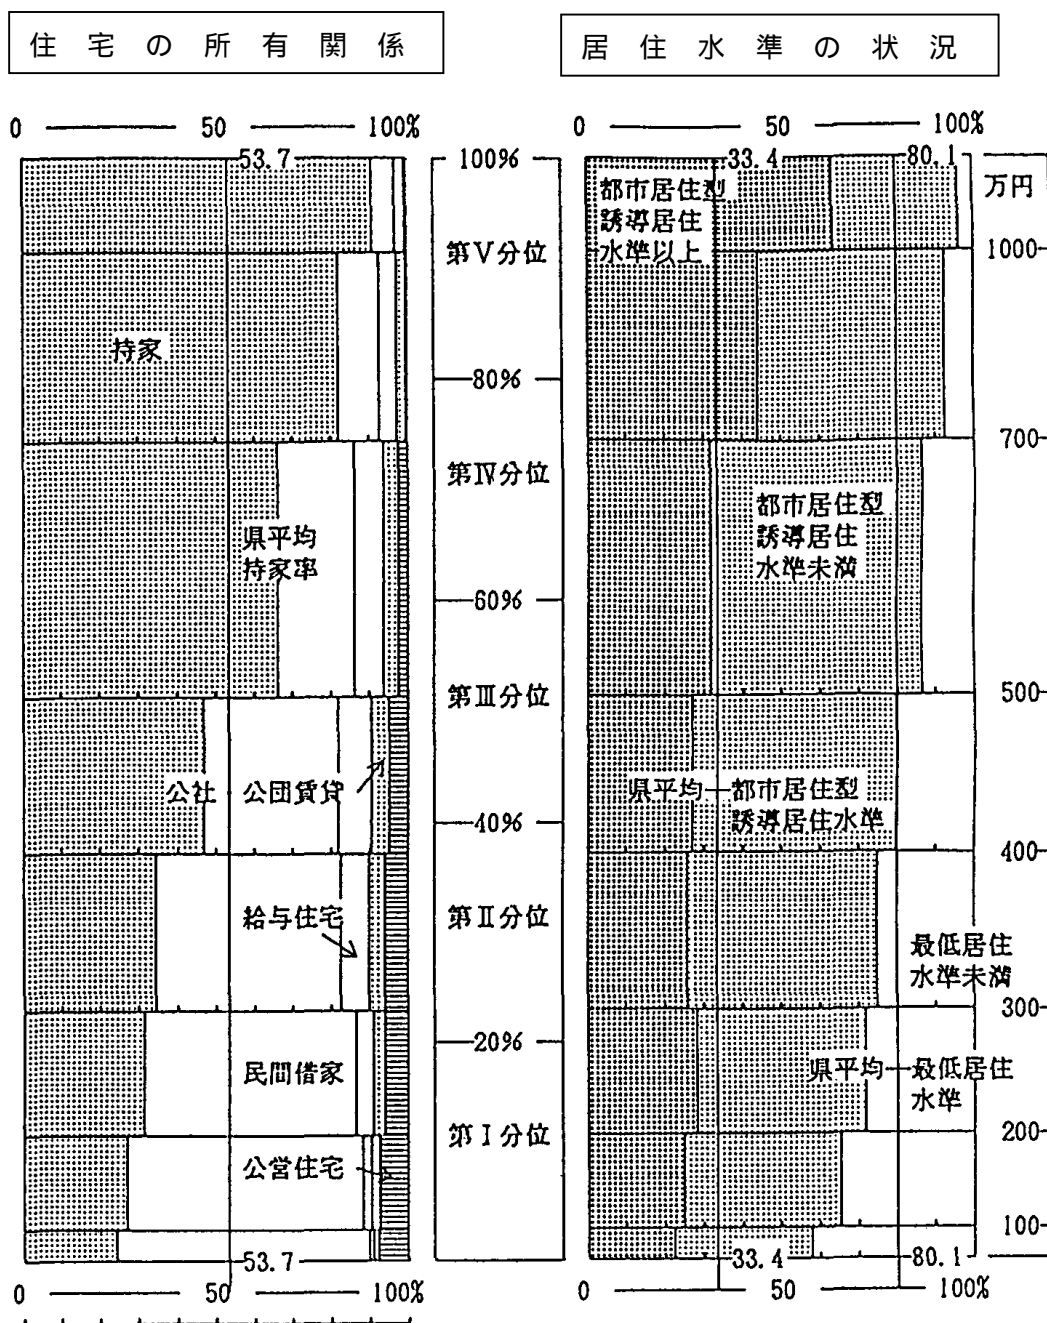 住宅の所有関係
居住水準の状況
0 50 100%
0 50 100%
53.7
持家
県平均
持家率
公社 公団賃貸
給与住宅
民間借家
公営住宅
53.7
0 50 100%
100%
第Ⅴ分位
80%
第Ⅳ分位
60%
第Ⅲ分位
40%
第Ⅱ分位
20%
第Ⅰ分位
33.4 80.1
都市居住型
誘導居住
水準以上
都市居住型
誘導居住
水準未満
県平均 都市居住型
誘導居住水準
最低居住
水準未満
県平均 最低居住
水準
33.4 80.1
0 50 100%
万円
1000
700
500
400
300
200
100